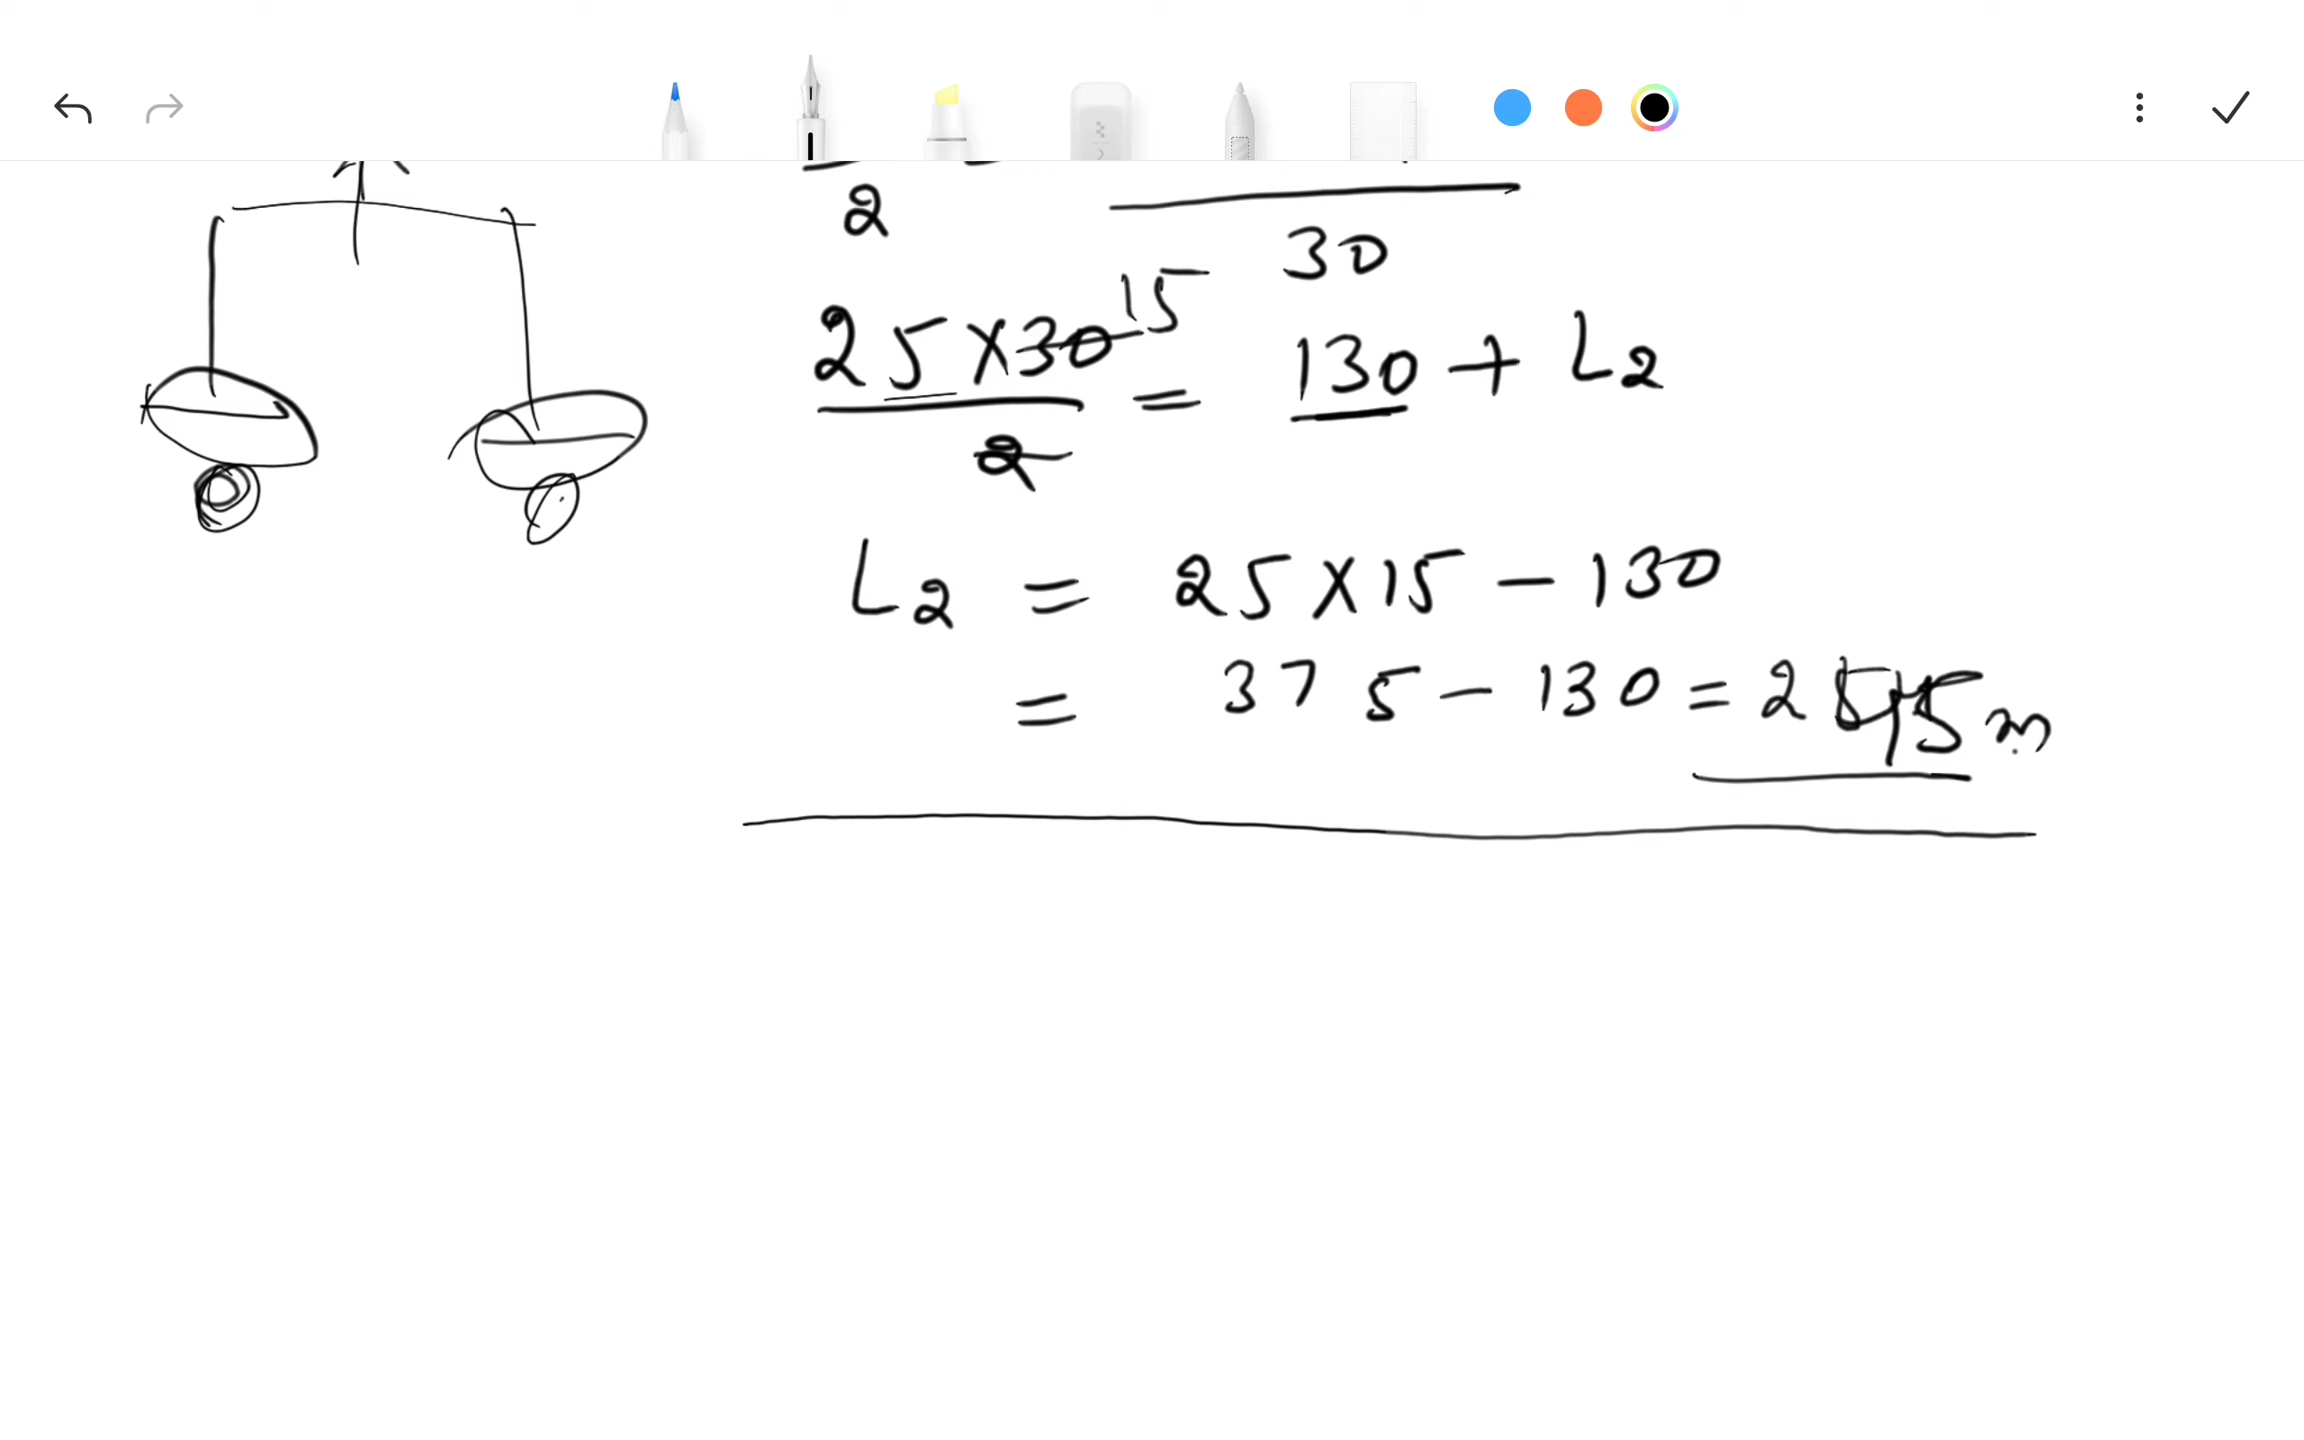 2
30
25×30 15 = 130 + L2
2
L2 = 25×15 − 130
= 375 − 130 = 245 m